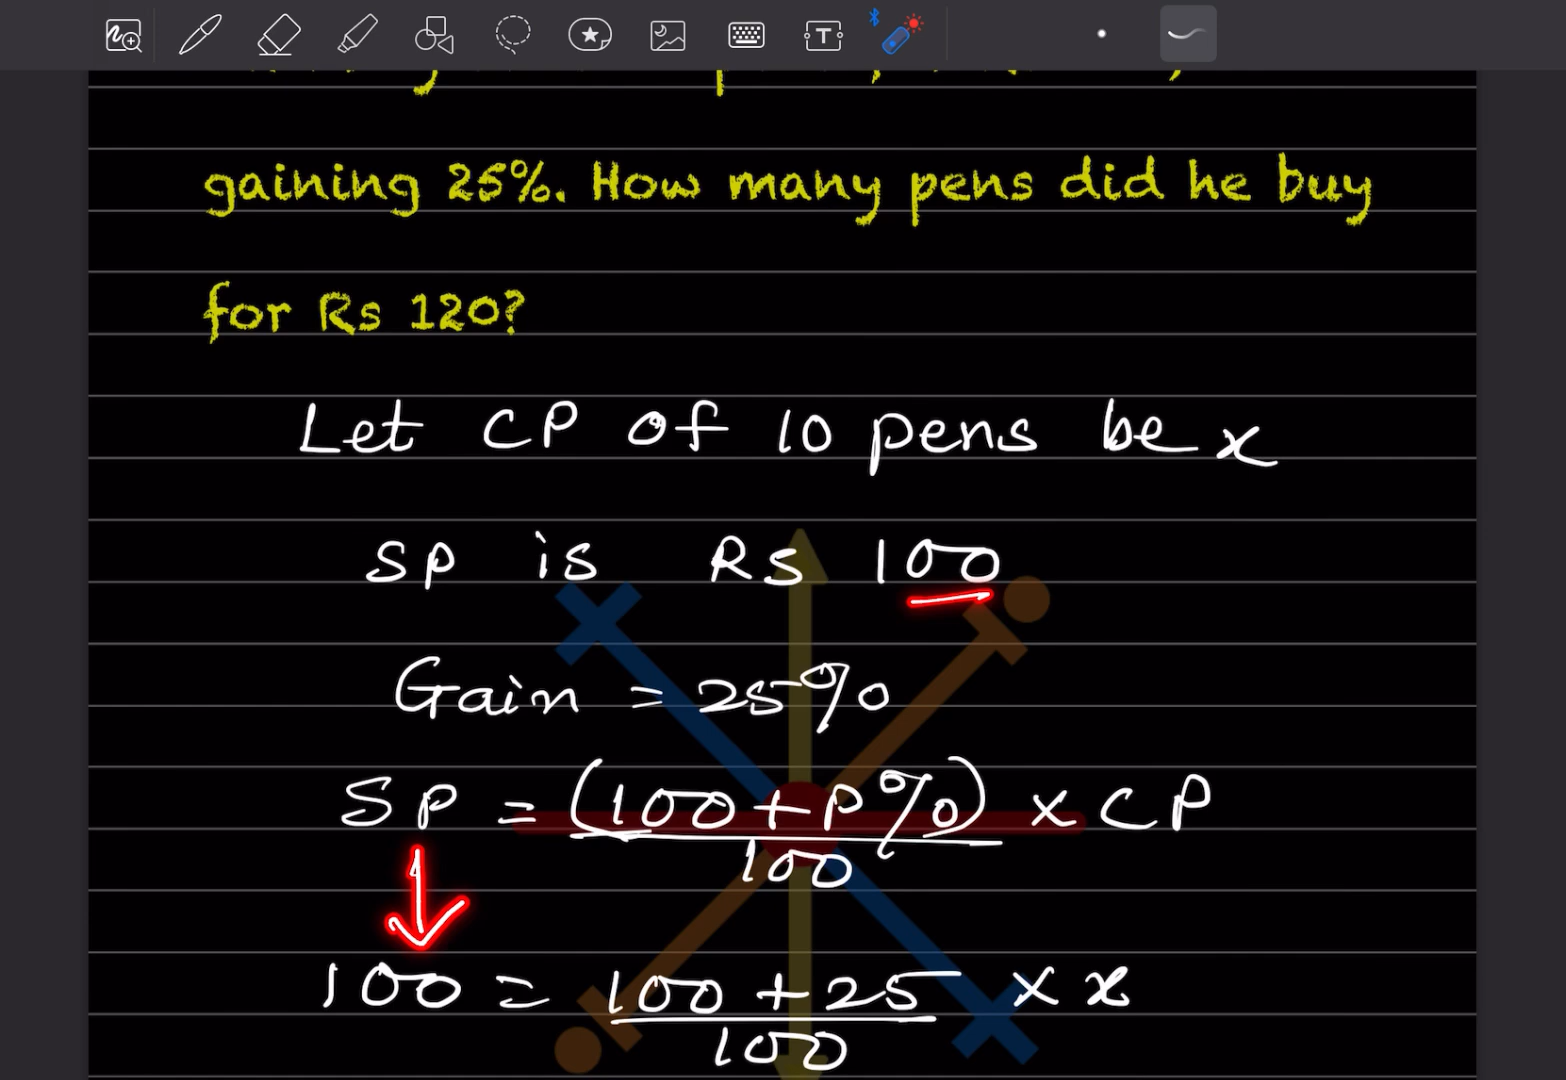 gaining 25%. How many pens did he buy
for Rs 120?
Let CP of 10 pens be x
SP is Rs 100
Gain = 25%
SP = (100+P%) x CP
100
100 = 100 + 25 x x
100